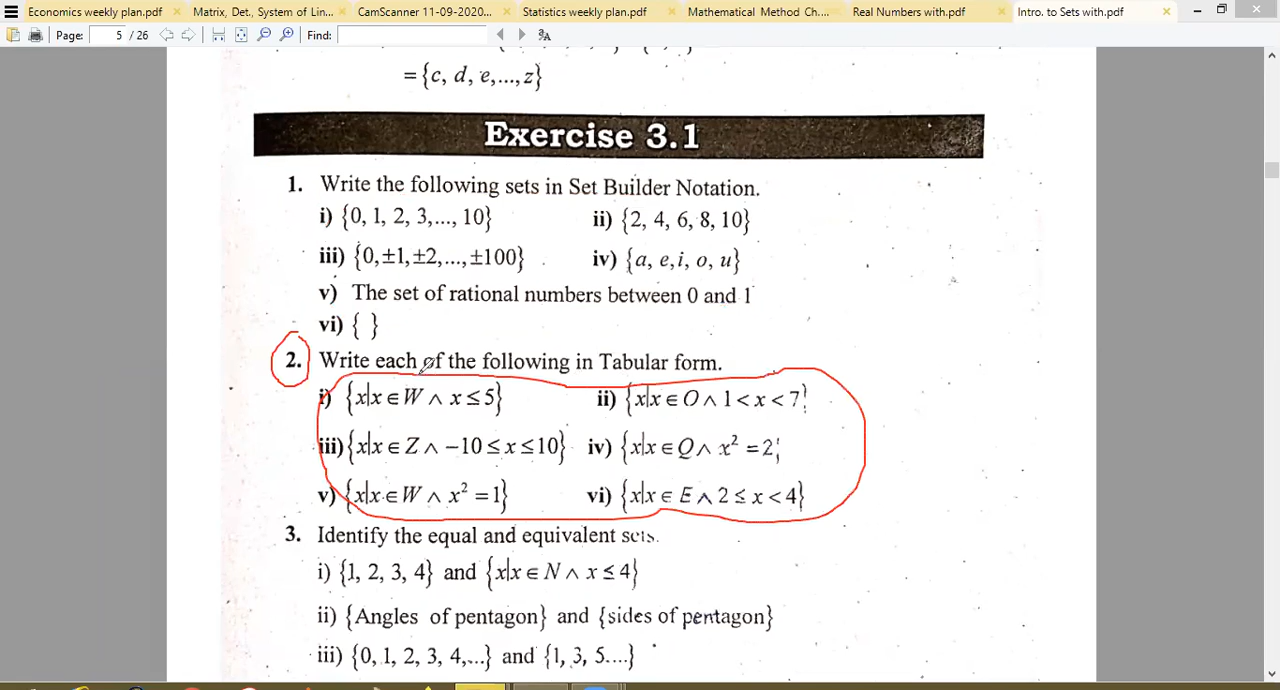 Economics weekly plan.pdf × Matrix, Det., System of Lin... × CamScanner 11-09-2020... × Statistics weekly plan.pdf × Mathematical Method Ch.... × Real Numbers with.pdf × Intro. to Sets with.pdf ×
Page: 5 / 26 Find:
= {c, d, e,...,z}
Exercise 3.1
1. Write the following sets in Set Builder Notation.
i) {0, 1, 2, 3,..., 10} ii) {2, 4, 6, 8, 10}
iii) {0,±1,±2,...,±100} iv) {a, e,i, o, u}
v) The set of rational numbers between 0 and 1
vi) { }
2. Write each of the following in Tabular form.
i) {x|x∈W∧x≤5} ii) {x|x∈O∧1<x<7}
iii) {x|x∈Z∧−10≤x≤10} iv) {x|x∈Q∧x²=2}
v) {x|x∈W∧x²=1} vi) {x|x∈E∧2≤x<4}
3. Identify the equal and equivalent sets.
i) {1, 2, 3, 4} and {x|x∈N∧x≤4}
ii) {Angles of pentagon} and {sides of pentagon}
iii) {0, 1, 2, 3, 4,...} and {1, 3, 5....}